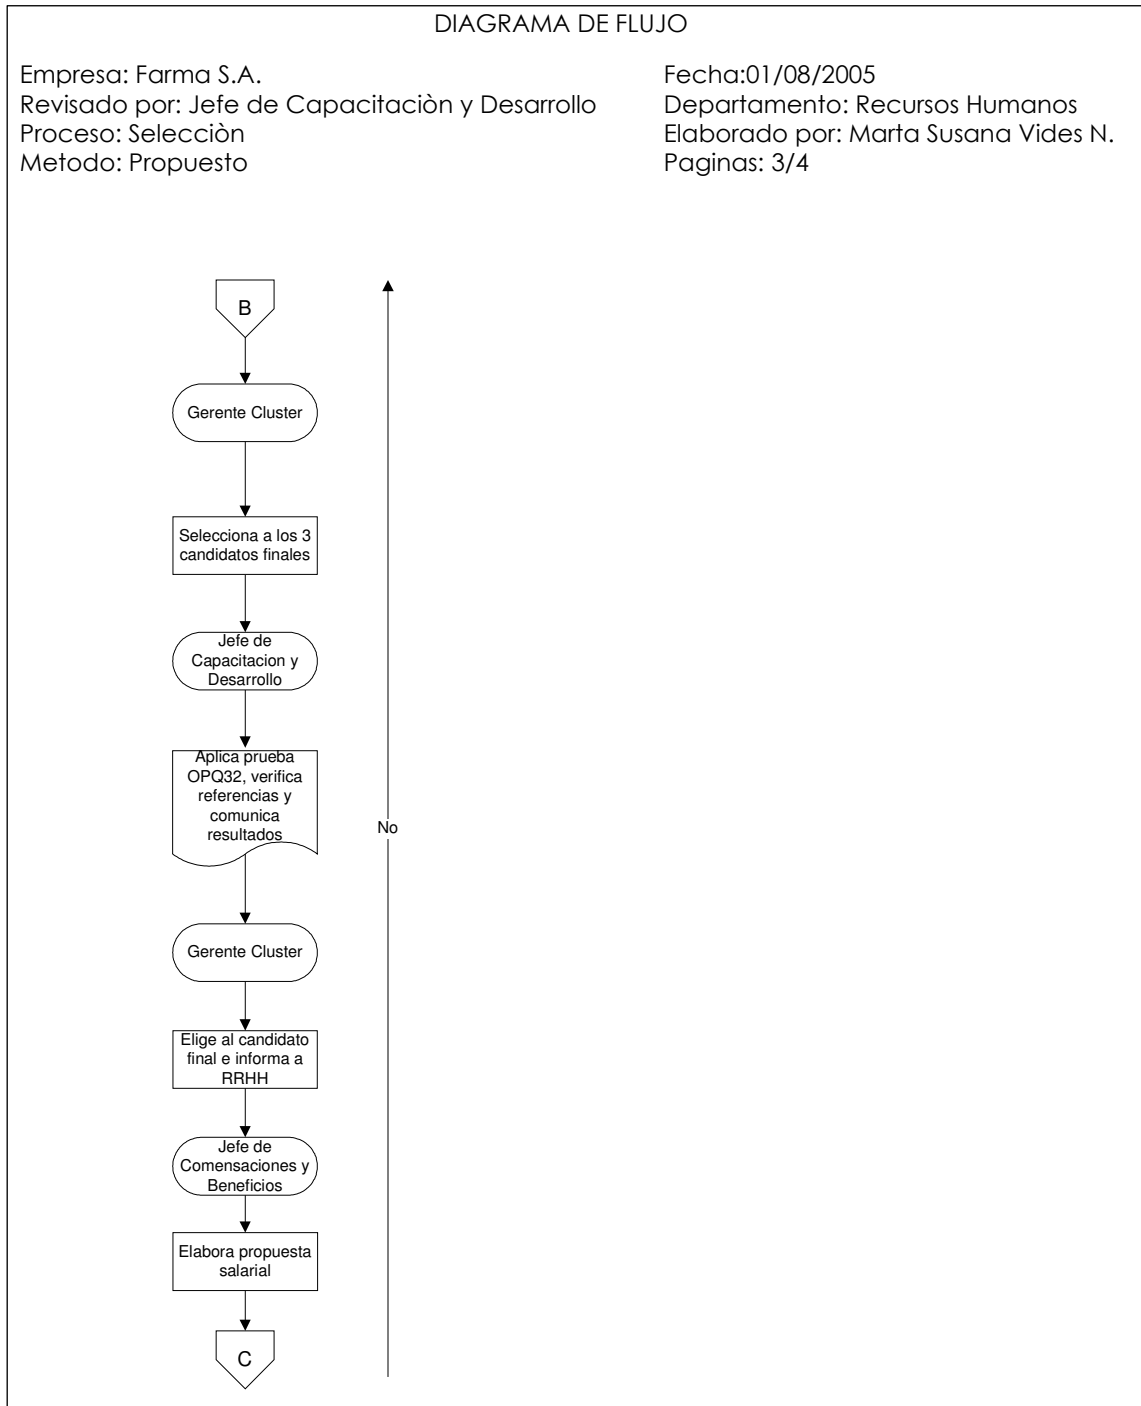 DIAGRAMA DE FLUJO
Empresa: Farma S.A.
Fecha:01/08/2005
Revisado por: Jefe de Capacitaciòn y Desarrollo
Departamento: Recursos Humanos
Proceso: Selecciòn
Elaborado por: Marta Susana Vides N.
Metodo: Propuesto
Paginas: 3/4
B
Gerente Cluster
Selecciona a los 3
candidatos finales
Jefe de
Capacitacion y
Desarrollo
Aplica prueba
OPQ32, verifica
referencias y
comunica
resultados
No
Gerente Cluster
Elige al candidato
final e informa a
RRHH
Jefe de
Comensaciones y
Beneficios
Elabora propuesta
salarial
C